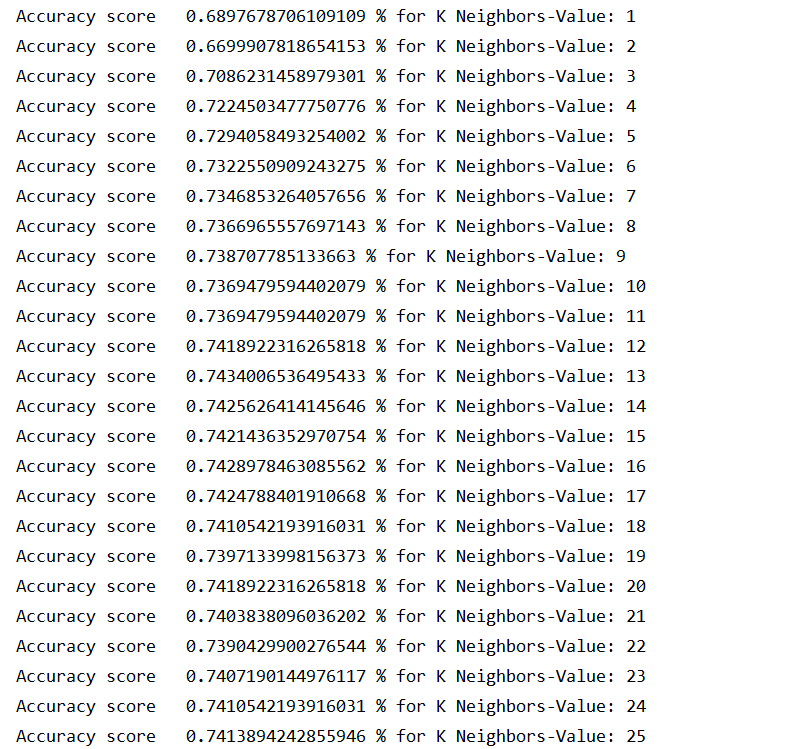 Accuracy score   0.6897678706109109 % for K Neighbors-Value: 1
Accuracy score   0.6699907818654153 % for K Neighbors-Value: 2
Accuracy score   0.7086231458979301 % for K Neighbors-Value: 3
Accuracy score   0.7224503477750776 % for K Neighbors-Value: 4
Accuracy score   0.7294058493254002 % for K Neighbors-Value: 5
Accuracy score   0.7322550909243275 % for K Neighbors-Value: 6
Accuracy score   0.7346853264057656 % for K Neighbors-Value: 7
Accuracy score   0.7366965557697143 % for K Neighbors-Value: 8
Accuracy score   0.738707785133663 % for K Neighbors-Value: 9
Accuracy score   0.7369479594402079 % for K Neighbors-Value: 10
Accuracy score   0.7369479594402079 % for K Neighbors-Value: 11
Accuracy score   0.7418922316265818 % for K Neighbors-Value: 12
Accuracy score   0.7434006536495433 % for K Neighbors-Value: 13
Accuracy score   0.7425626414145646 % for K Neighbors-Value: 14
Accuracy score   0.7421436352970754 % for K Neighbors-Value: 15
Accuracy score   0.7428978463085562 % for K Neighbors-Value: 16
Accuracy score   0.7424788401910668 % for K Neighbors-Value: 17
Accuracy score   0.7410542193916031 % for K Neighbors-Value: 18
Accuracy score   0.7397133998156373 % for K Neighbors-Value: 19
Accuracy score   0.7418922316265818 % for K Neighbors-Value: 20
Accuracy score   0.7403838096036202 % for K Neighbors-Value: 21
Accuracy score   0.7390429900276544 % for K Neighbors-Value: 22
Accuracy score   0.7407190144976117 % for K Neighbors-Value: 23
Accuracy score   0.7410542193916031 % for K Neighbors-Value: 24
Accuracy score   0.7413894242855946 % for K Neighbors-Value: 25